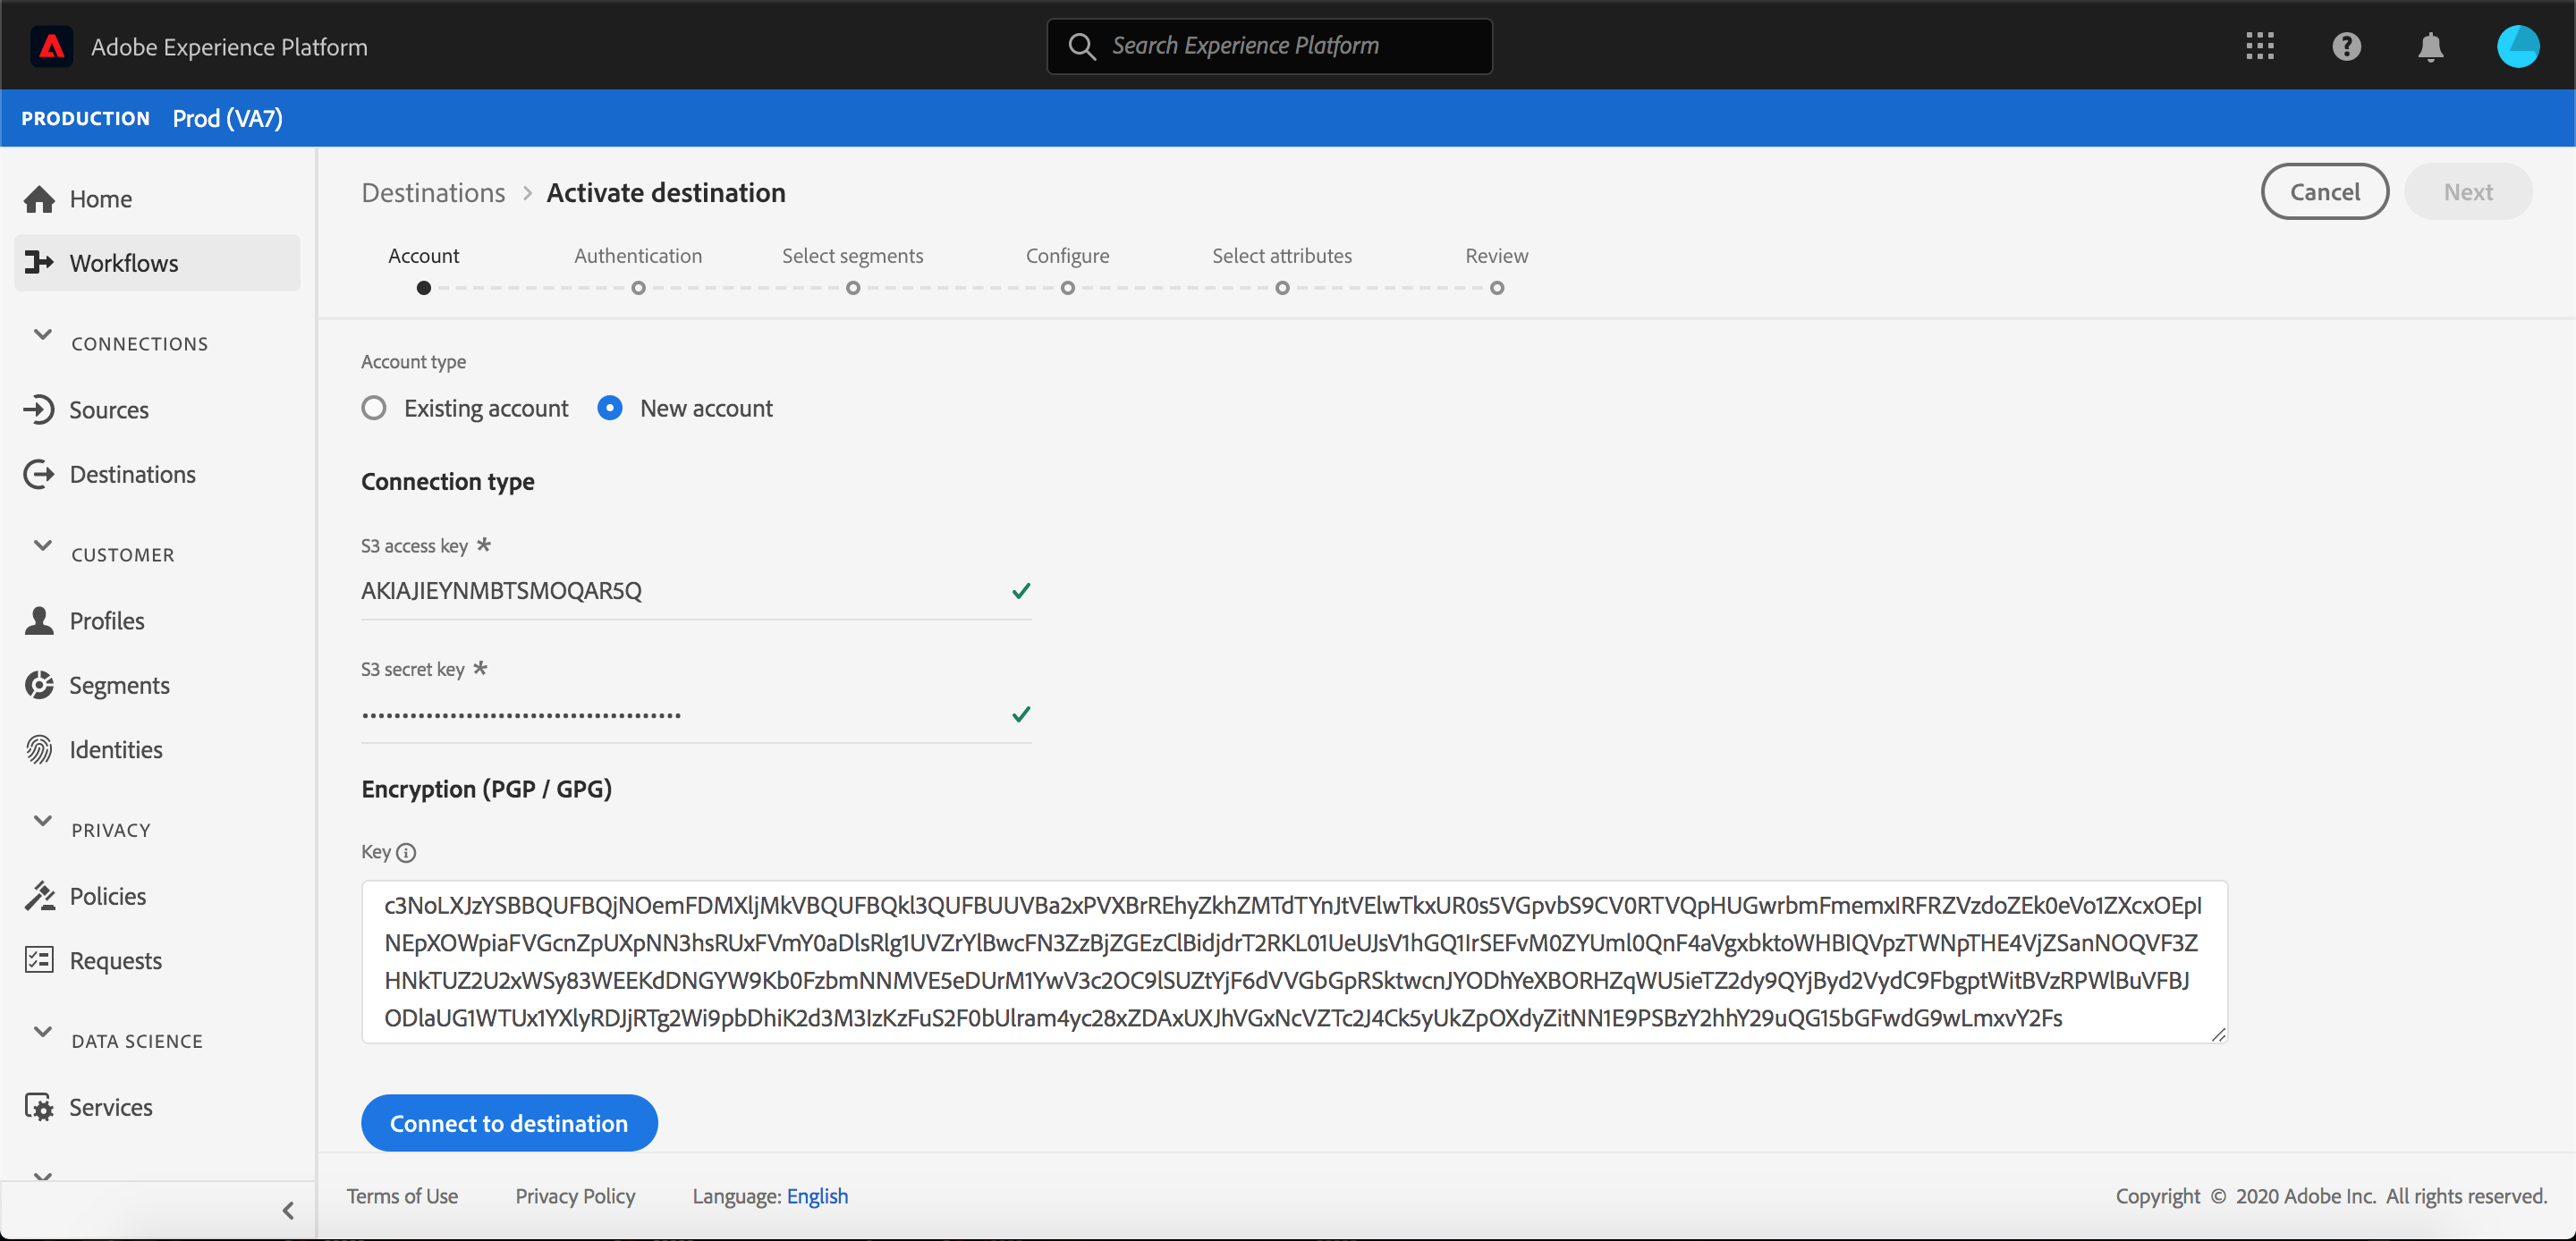 Adobe Experience Platform
Search Experience Platform
PRODUCTION Prod (VA7)
Home
Workflows
CONNECTIONS
Sources
Destinations
CUSTOMER
Profiles
Segments
Identities
PRIVACY
Policies
Requests
DATA SCIENCE
Services
Destinations > Activate destination
Cancel
Next
Account
Authentication
Select segments
Configure
Select attributes
Review
Account type
Existing account
New account
Connection type
S3 access key *
AKIAJIEYNMBTSMOQAR5Q
S3 secret key *
••••••••••••••••••••••••••••••••••••••••
Encryption (PGP / GPG)
Key
c3NoLXJzYSBBQUFBQjNOemFDMXljMkVBQUFBQkl3QUFBUUVBa2xPVXBrREhyZkhZMTdTYnJtVElwTkxUR0s5VGpvbS9CV0RTVQpHUGwrbmFmemxIRFRZVzdoZEk0eVo1ZXcxOEpI
NEpXOWpiaFVGcnZpUXpNN3hsRUxFVmY0aDlsRlg1UVZrYlBwcFN3ZzBjZGEzClBidjdrT2RKL01UeUJsV1hGQ1IrSEFvM0ZYUml0QnF4aVgxbktoWHBIQVpzTWNpTHE4VjZSanNOQVF3Z
HNkTUZ2U2xWSy83WEEKdDNGYW9Kb0FzbmNNMVE5eDUrM1YwV3c2OC9lSUZtYjF6dVVGbGpRSktwcnJYODhYeXBORHZqWU5ieTZ2dy9QYjByd2VydC9FbgptWitBVzRPWlBuVFBJ
ODlaUG1WTUx1YXlyRDJjRTg2Wi9pbDhiK2d3M3IzKzFuS2F0bUlram4yc28xZDAxUXJhVGxNcVZTc2J4Ck5yUkZpOXdyZitNN1E9PSBzY2hhY29uQG15bGFwdG9wLmxvY2Fs
Connect to destination
Terms of Use
Privacy Policy
Language: English
Copyright © 2020 Adobe Inc. All rights reserved.